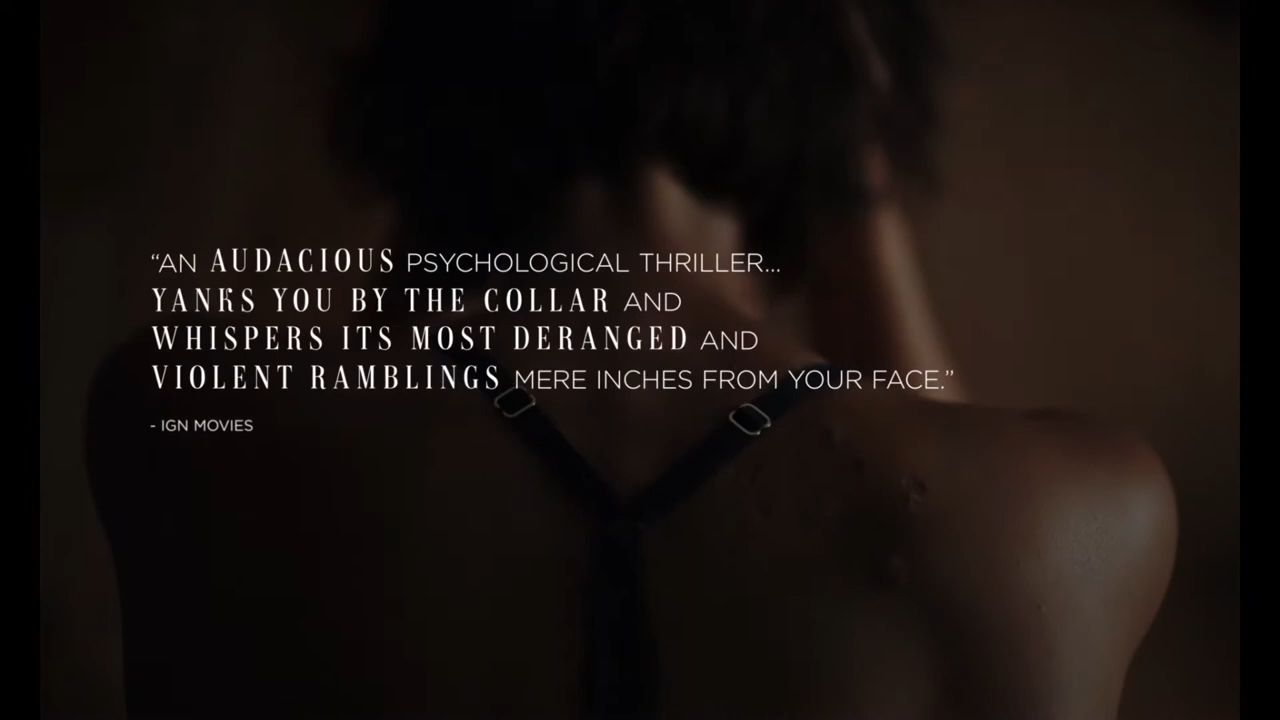 “AN AUDACIOUS PSYCHOLOGICAL THRILLER...
YANKS YOU BY THE COLLAR AND
WHISPERS ITS MOST DERANGED AND
VIOLENT RAMBLINGS MERE INCHES FROM YOUR FACE.”
- IGN MOVIES